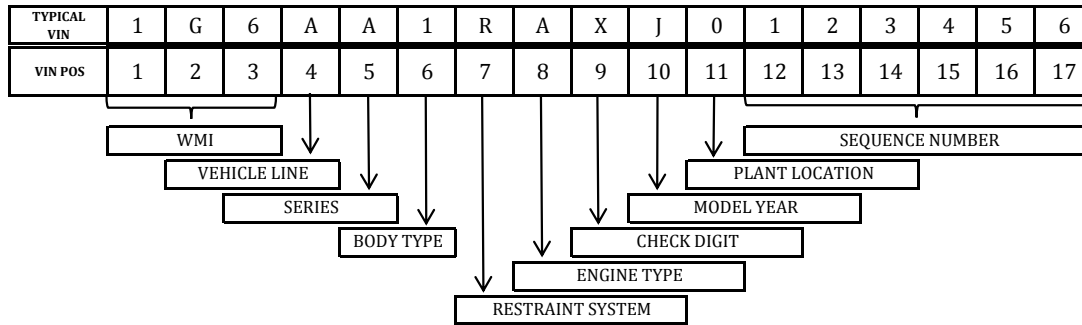 TYPICAL VIN 1 G 6 A A 1 R A X J 0 1 2 3 4 5 6
VIN POS 1 2 3 4 5 6 7 8 9 10 11 12 13 14 15 16 17
WMI SEQUENCE NUMBER
VEHICLE LINE PLANT LOCATION
SERIES MODEL YEAR
BODY TYPE CHECK DIGIT
ENGINE TYPE
RESTRAINT SYSTEM